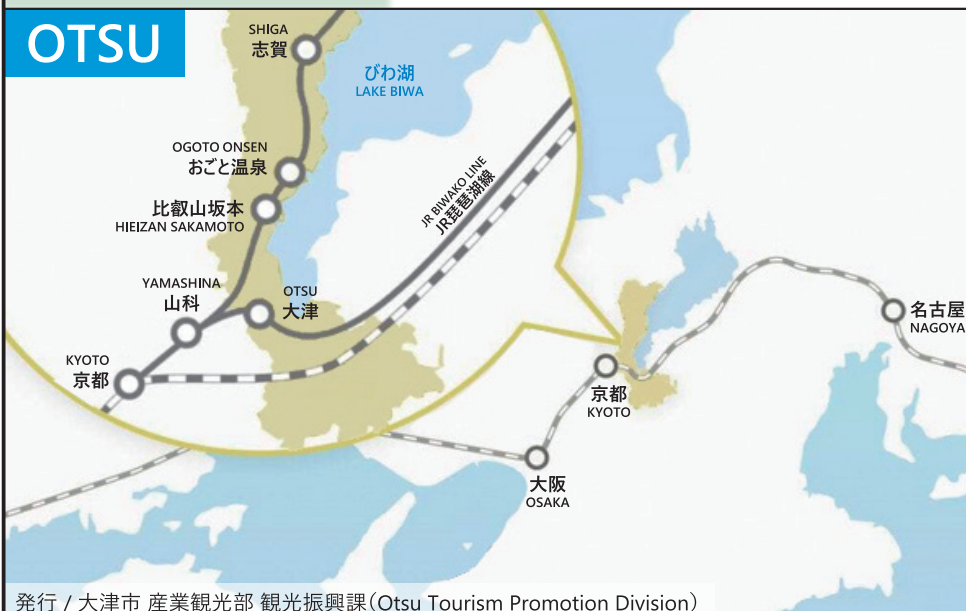 OTSU
SHIGA
志賀
びわ湖
LAKE BIWA
OGOTO ONSEN
おごと温泉
比叡山坂本
HIEIZAN SAKAMOTO
JR BIWAKO LINE
JR琵琶湖線
YAMASHINA
山科
OTSU
大津
KYOTO
京都
名古屋
NAGOYA
京都
KYOTO
大阪
OSAKA
発行 / 大津市 産業観光部 観光振興課(Otsu Tourism Promotion Division)